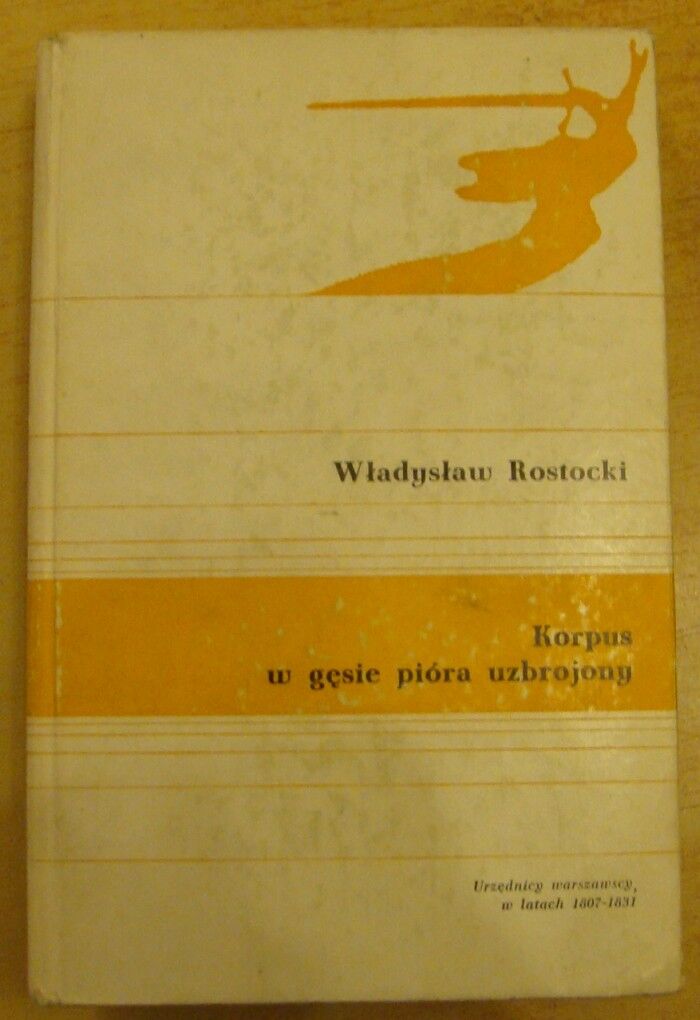 Władysław Rostocki
Korpus
w gęsie pióra uzbrojony
Urzędnicy warszawscy,
w latach 1807-1831